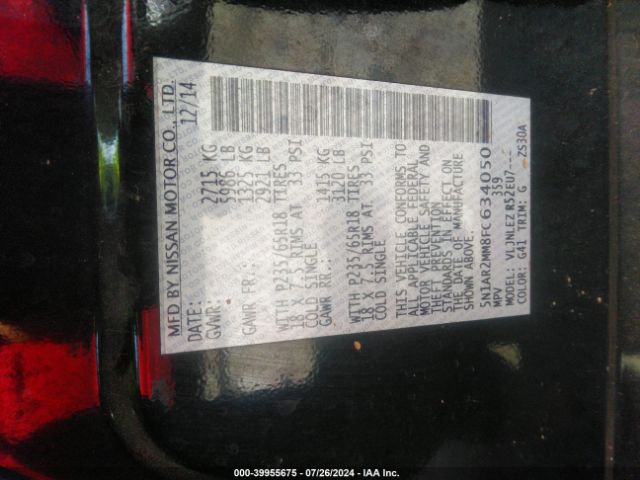 MFD BY NISSAN MOTOR CO., LTD.
DATE: 12/14
GVWR: 2715 KG
5986 LB
GAWR FR.: 1325 KG
2921 LB
WITH P235/65R18 TIRES
18 X 7.5 RIMS AT 33 PSI
COLD SINGLE
GAWR RR: 1415 KG
3120 LB
WITH P235/65R18 TIRES
18 X 7.5 RIMS AT 33 PSI
COLD SINGLE
THIS VEHICLE CONFORMS TO
ALL APPLICABLE FEDERAL
MOTOR VEHICLE SAFETY AND
THEFT PREVENTION
STANDARDS IN EFFECT ON
THE DATE OF MANUFACTURE
SHOWN ABOVE.
5N1AR2MM8FC634050
MPV 359
MODEL: VLJNLEZ R52EU7---
COLOR: G41 TRIM: G ZS30A
000-39955675 - 07/26/2024 - IAA Inc.